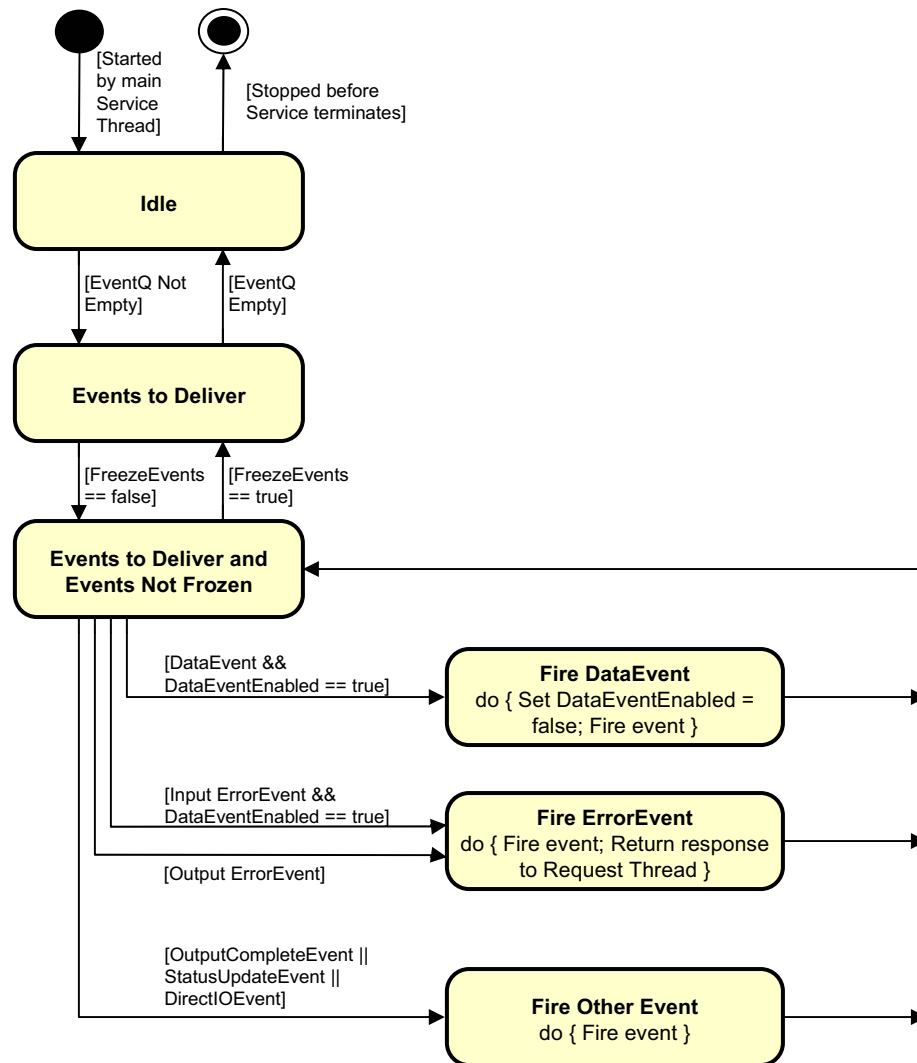 [Started
by main
Service
Thread]
[Stopped before
Service terminates]
Idle
[EventQ Not
Empty]
[EventQ
Empty]
Events to Deliver
[FreezeEvents
== false]
[FreezeEvents
== true]
Events to Deliver and
Events Not Frozen
[DataEvent &&
DataEventEnabled == true]
Fire DataEvent
do { Set DataEventEnabled =
false; Fire event }
[Input ErrorEvent &&
DataEventEnabled == true]
Fire ErrorEvent
do { Fire event; Return response
to Request Thread }
[Output ErrorEvent]
[OutputCompleteEvent ||
StatusUpdateEvent ||
DirectIOEvent]
Fire Other Event
do { Fire event }